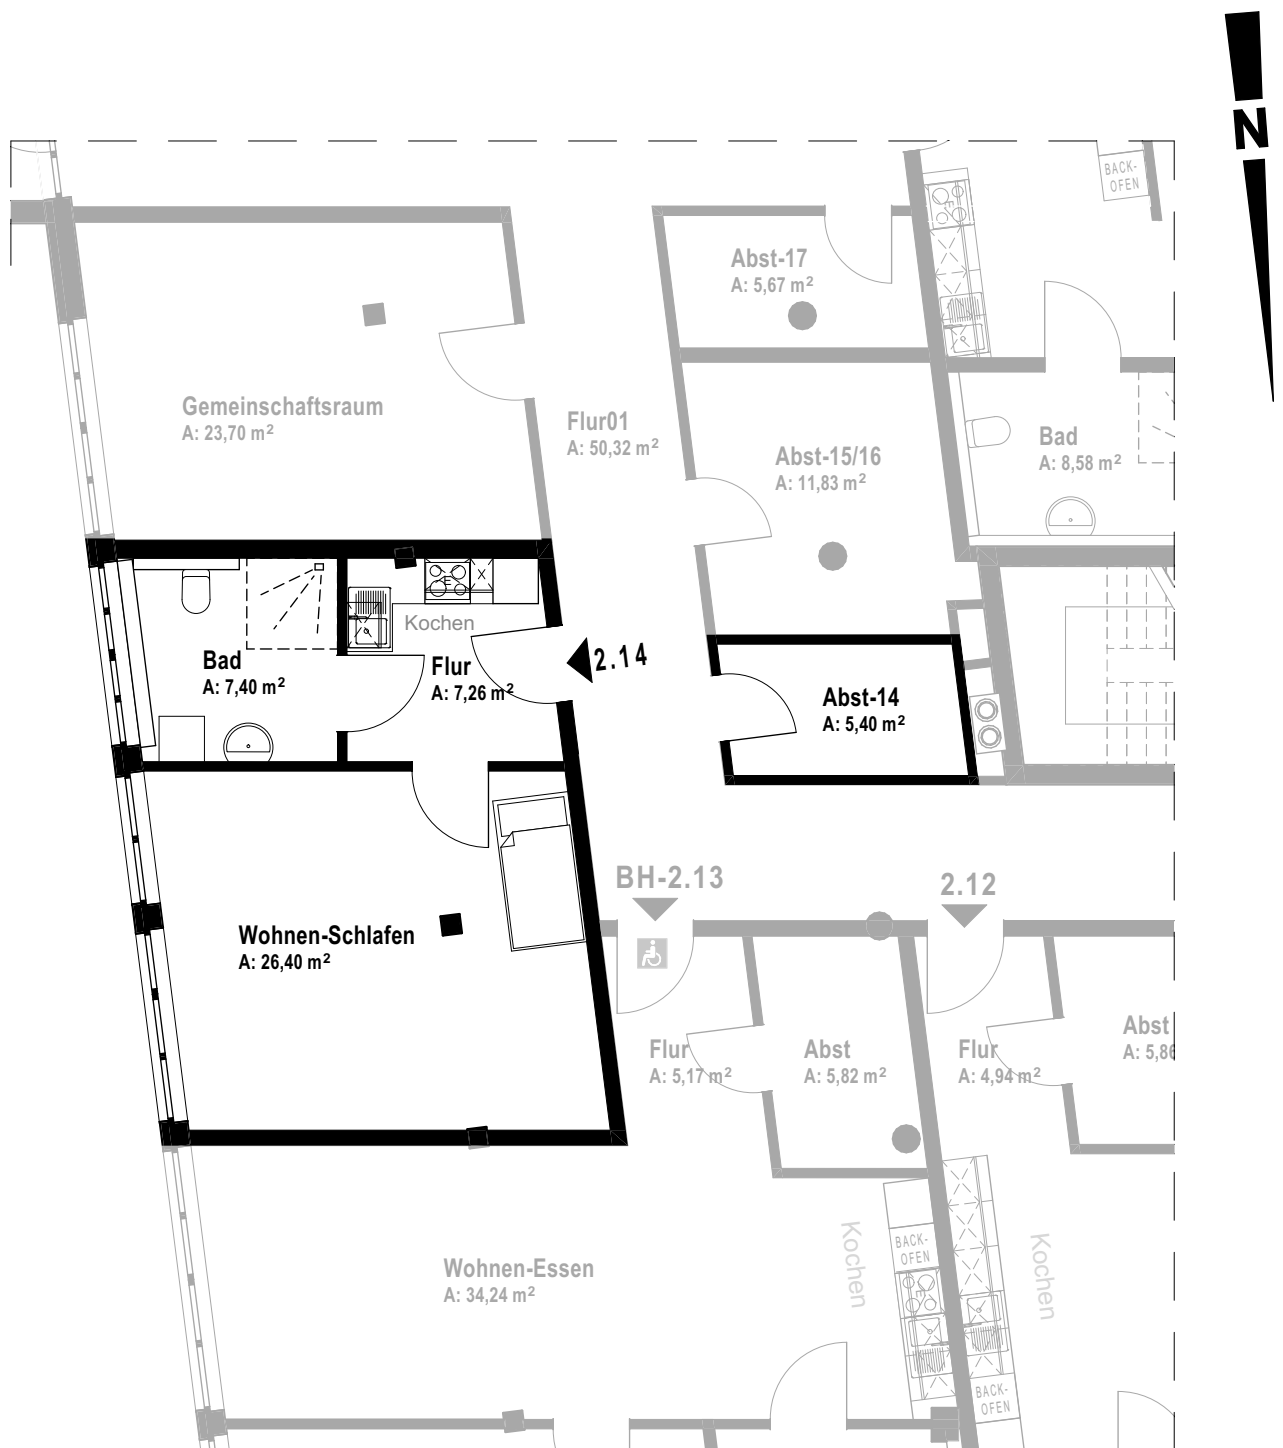 N
BACK-
OFEN
Abst-17
A: 5,67 m²
E
Gemeinschaftsraum
A: 23,70 m²
Flur01
A: 50,32 m²
Abst-15/16
A: 11,83 m²
Bad
A: 8,58 m²
E
X
Kochen
Bad
A: 7,40 m²
Flur
A: 7,26 m²
2.14
Abst-14
A: 5,40 m²
BH-2.13
2.12
Wohnen-Schlafen
A: 26,40 m²
Flur
A: 5,17 m²
Abst
A: 5,82 m²
Flur
A: 4,94 m²
Abst
A: 5,86
Wohnen-Essen
A: 34,24 m²
Kochen
BACK-
OFEN
E
Kochen
BACK-
OFEN